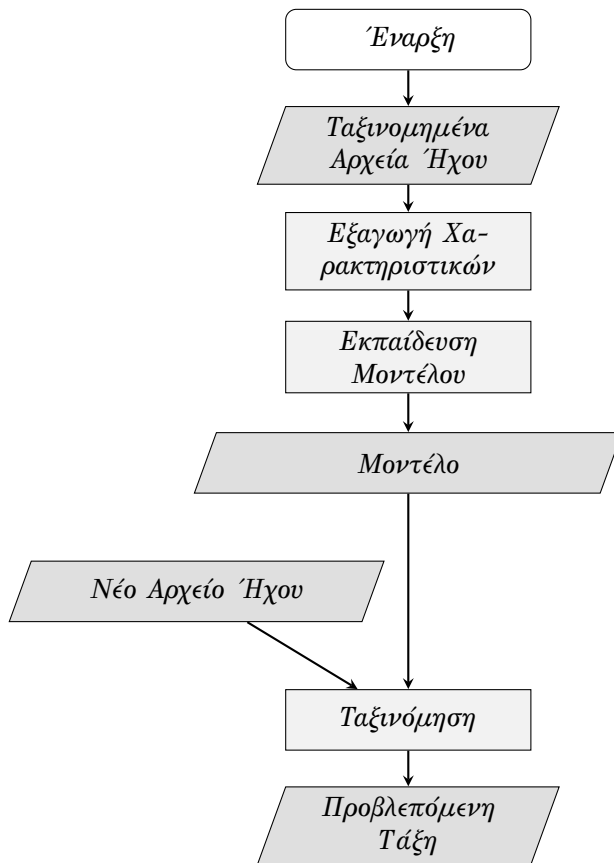 Έναρξη
Ταξινομημένα
Αρχεία Ήχου
Εξαγωγή Χα-
ρακτηριστικών
Εκπαίδευση
Μοντέλου
Μοντέλο
Νέο Αρχείο Ήχου
Ταξινόμηση
Προβλεπόμενη
Τάξη